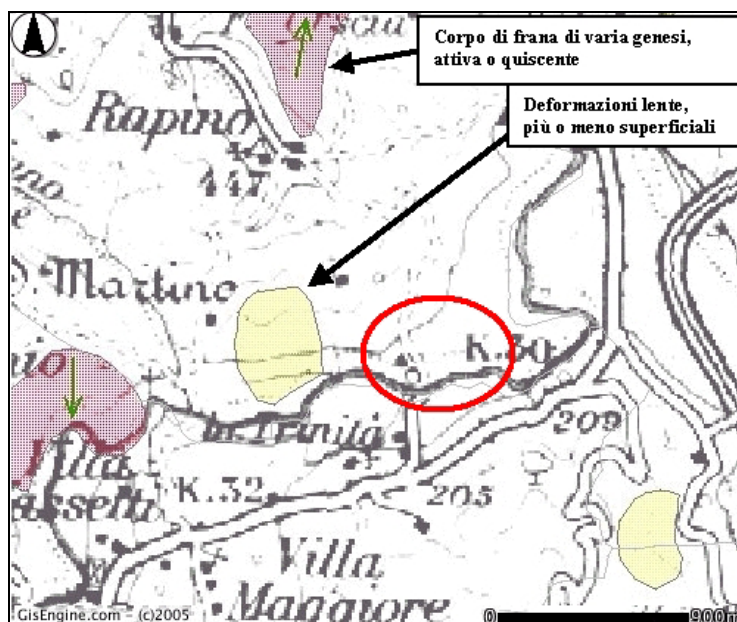 Corpo di frana di varia genesi,
attiva o quiscente
Deformazioni lente,
più o meno superficiali
Rapino
447
Martino
K.30
Trinità
209
K.32
205
Villa
Villa
Maggiore
GisEngine.com - (c)2005
0 900m